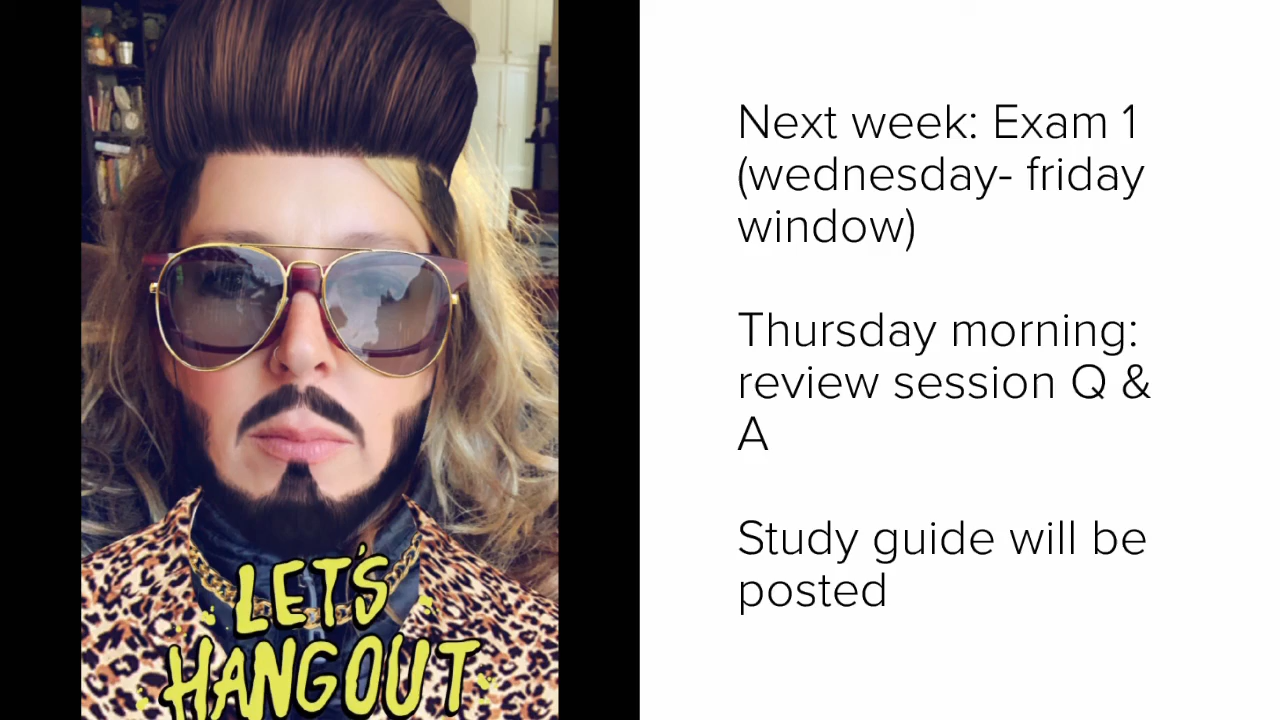 LET'S
HANGOUT
Next week: Exam 1
(wednesday- friday
window)
Thursday morning:
review session Q &
A
Study guide will be
posted